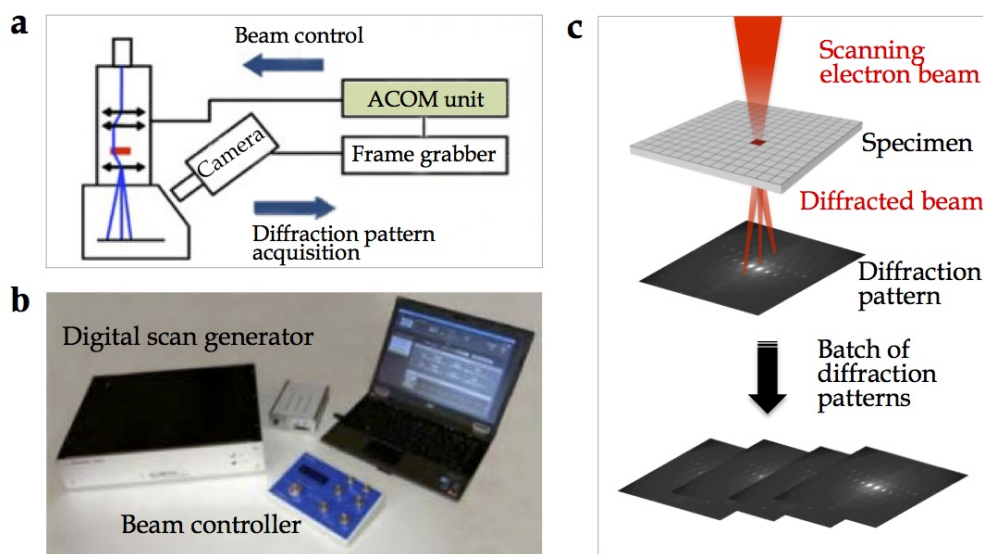 a
Beam control
ACOM unit
Camera
Frame grabber
Diffraction pattern
acquisition
b
Digital scan generator
Beam controller
c
Scanning
electron beam
Specimen
Diffracted beam
Diffraction
pattern
Batch of
diffraction
patterns